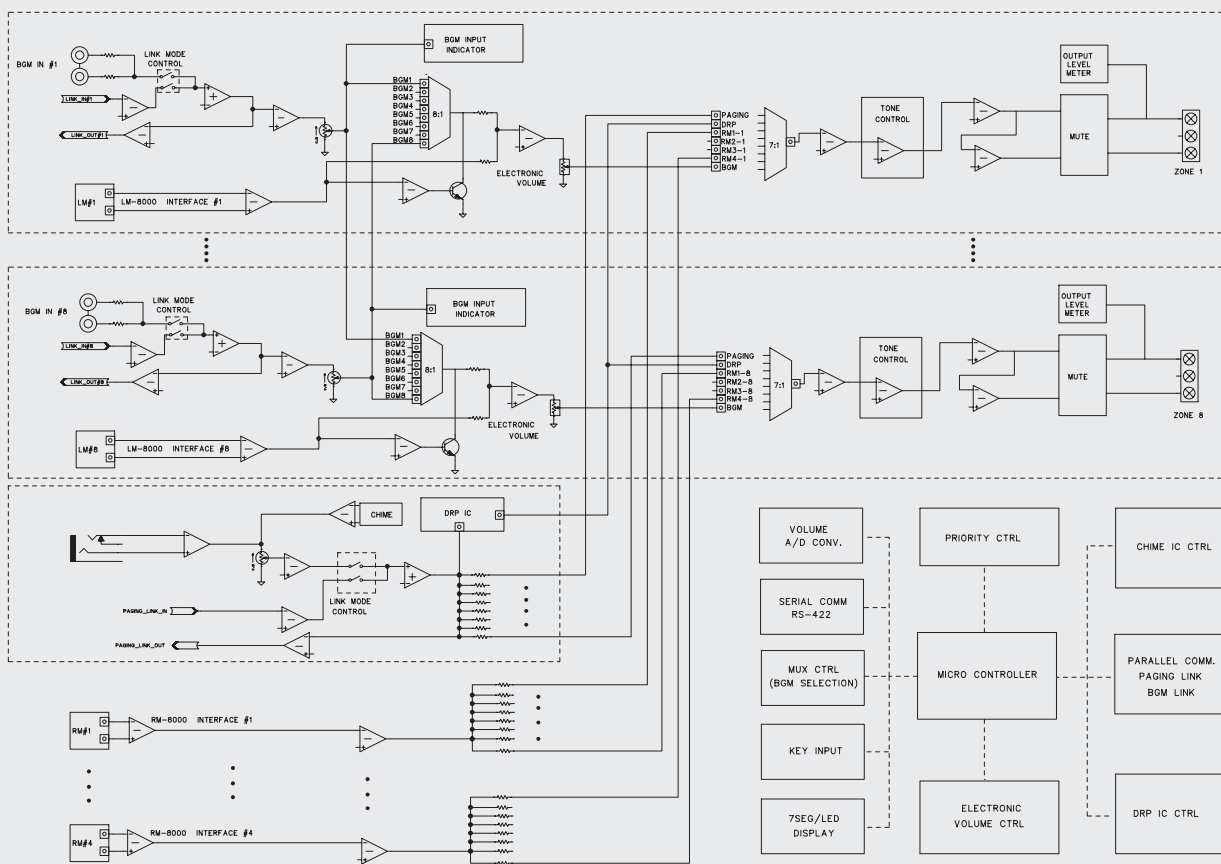 BGM IN #1
LINK MODE
CONTROL
LINK_IN#1
LINK_OUT#1
BGM INPUT
INDICATOR
BGM1
BGM2
BGM3
BGM4
BGM5
BGM6
BGM7
BGM8
8:1
ELECTRONIC
VOLUME
LM#1
LM-8000 INTERFACE #1
PAGING
DRP
RM1-1
RM2-1
RM3-1
RM4-1
BGM
7:1
TONE
CONTROL
OUTPUT
LEVEL
METER
MUTE
ZONE 1
BGM IN #8
LINK MODE
CONTROL
LINK_IN#8
LINK_OUT#8
BGM INPUT
INDICATOR
BGM1
BGM2
BGM3
BGM4
BGM5
BGM6
BGM7
BGM8
8:1
ELECTRONIC
VOLUME
LM#8
LM-8000 INTERFACE #8
PAGING
DRP
RM1-8
RM2-8
RM3-8
RM4-8
BGM
7:1
TONE
CONTROL
OUTPUT
LEVEL
METER
MUTE
ZONE 8
CHIME
DRP IC
LINK MODE
CONTROL
PAGING_LINK_IN
PAGING_LINK_OUT
RM#1
RM-8000 INTERFACE #1
RM#4
RM-8000 INTERFACE #4
VOLUME
A/D CONV.
SERIAL COMM
RS-422
MUX CTRL
(BGM SELECTION)
KEY INPUT
7SEG/LED
DISPLAY
PRIORITY CTRL
MICRO CONTROLLER
ELECTRONIC
VOLUME CTRL
CHIME IC CTRL
PARALLEL COMM.
PAGING LINK
BGM LINK
DRP IC CTRL